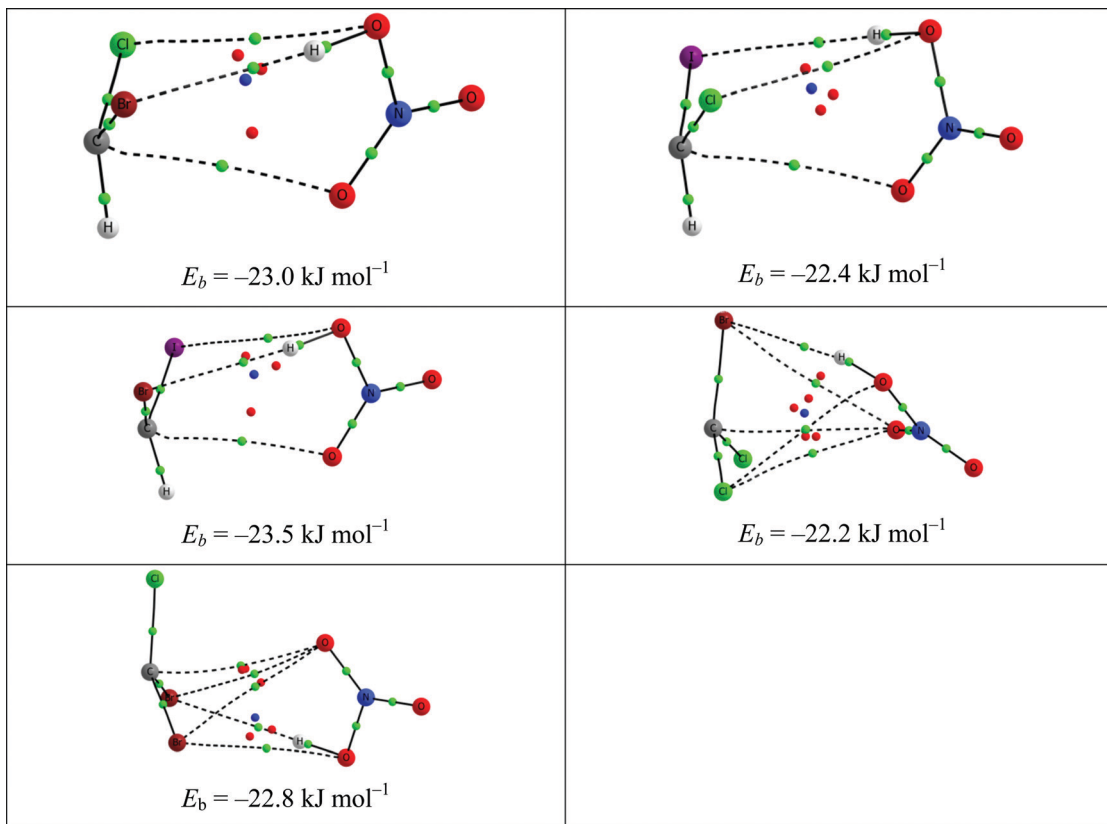 Cl O
H
Br O
N
C
O
H
E_b = –23.0 kJ mol⁻¹
H O
I
Cl
N O
C
O
H
E_b = –22.4 kJ mol⁻¹
I O
H
O
Br N
C
O
H
E_b = –23.5 kJ mol⁻¹
Br
H
O
C O N
Cl O
Cl
E_b = –22.2 kJ mol⁻¹
Cl
O
C
Br N O
Br H
O
E_b = –22.8 kJ mol⁻¹